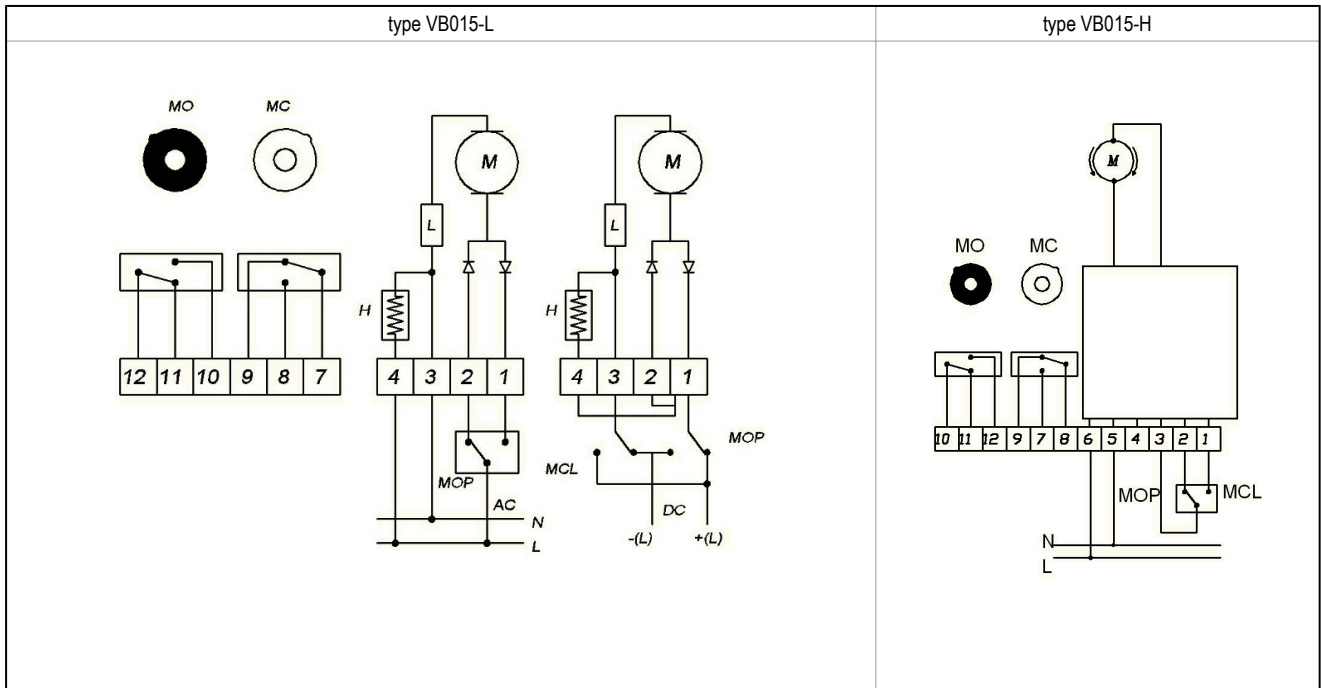 type VB015-L
type VB015-H
MO MC
M
M
L
L
H
H
12 11 10 9 8 7
4 3 2 1
4 3 2 1
MOP
AC
N
L
MCL
MOP
DC
-(L) +(L)
M
MO MC
10 11 12 9 7 8 6 5 4 3 2 1
MOP
MCL
N
L